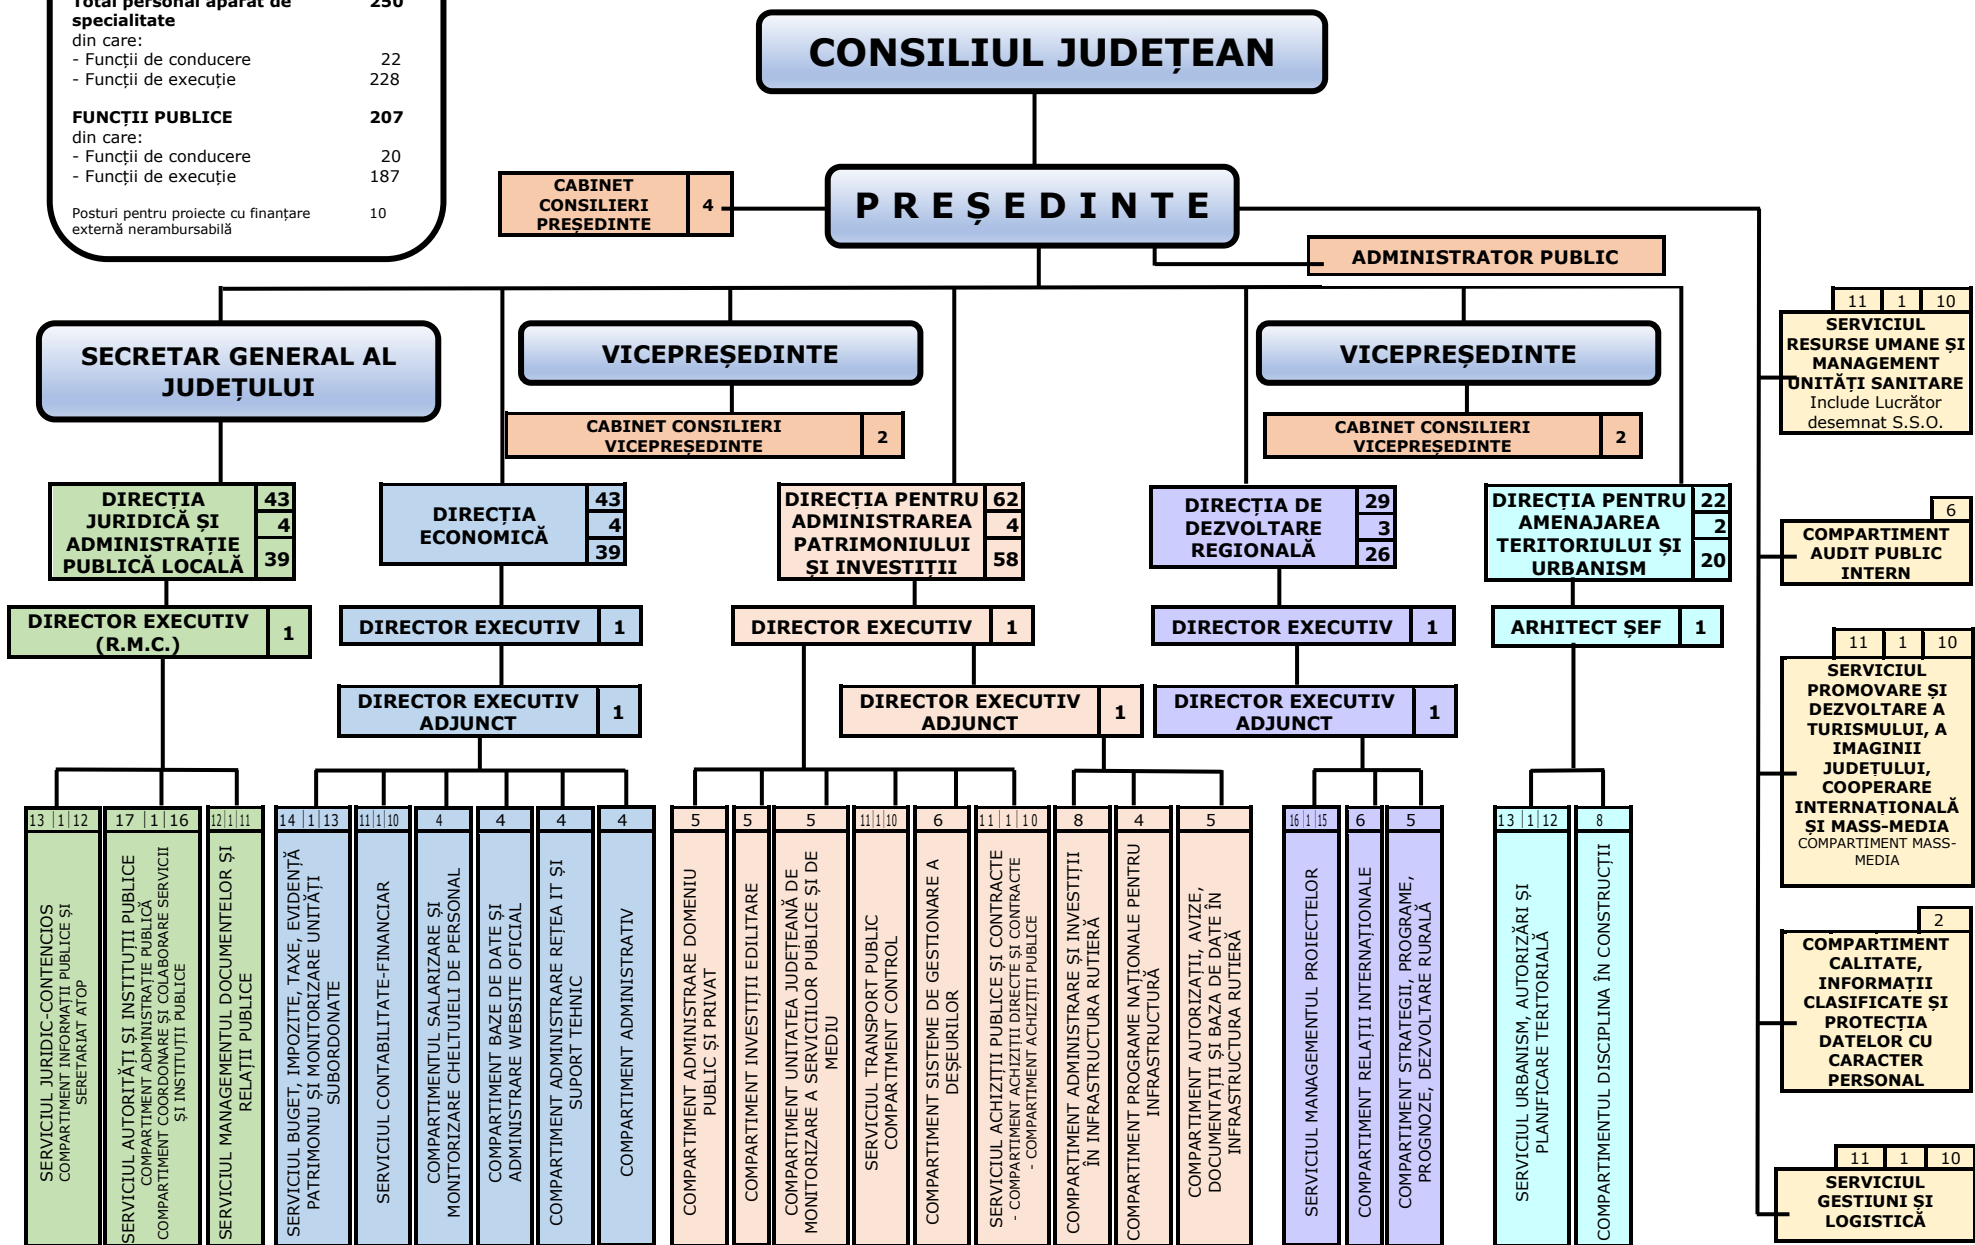 Total personal aparat de 250
specialitate
din care:
- Funcții de conducere 22
- Funcții de execuție 228
FUNCȚII PUBLICE 207
din care:
- Funcții de conducere 20
- Funcții de execuție 187
Posturi pentru proiecte cu finanțare 10
externă nerambursabilă
CONSILIUL JUDEȚEAN
CABINET
CONSILIERI
PREȘEDINTE
4
PREȘEDINTE
ADMINISTRATOR PUBLIC
SECRETAR GENERAL AL
JUDEȚULUI
VICEPREȘEDINTE
CABINET CONSILIERI
VICEPREȘEDINTE
2
VICEPREȘEDINTE
CABINET CONSILIERI
VICEPREȘEDINTE
2
DIRECȚIA
JURIDICĂ ȘI
ADMINISTRAȚIE
PUBLICĂ LOCALĂ
43
4
39
DIRECȚIA
ECONOMICĂ
43
4
39
DIRECȚIA PENTRU
ADMINISTRAREA
PATRIMONIULUI
ȘI INVESTIȚII
62
4
58
DIRECȚIA DE
DEZVOLTARE
REGIONALĂ
29
3
26
DIRECȚIA PENTRU
AMENAJAREA
TERITORIULUI ȘI
URBANISM
22
2
20
DIRECTOR EXECUTIV
(R.M.C.)
1
DIRECTOR EXECUTIV 1
DIRECTOR EXECUTIV 1
DIRECTOR EXECUTIV 1
ARHITECT ȘEF 1
DIRECTOR EXECUTIV
ADJUNCT
1
DIRECTOR EXECUTIV
ADJUNCT
1
DIRECTOR EXECUTIV
ADJUNCT
1
13 1 12
SERVICIUL JURIDIC-CONTENCIOS
COMPARTIMENT INFORMAȚII PUBLICE ȘI
SERETARIAT ATOP
17 1 16
SERVICIUL AUTORITĂȚI ȘI INSTITUȚII PUBLICE
COMPARTIMENT ADMINISTRAȚIE PUBLICĂ
COMPARTIMENT COORDONARE ȘI COLABORARE SERVICII
ȘI INSTITUȚII PUBLICE
12 1 11
SERVICIUL MANAGEMENTUL DOCUMENTELOR ȘI
RELAȚII PUBLICE
14 1 13
SERVICIUL BUGET, IMPOZITE, TAXE, EVIDENȚĂ
PATRIMONIU ȘI MONITORIZARE UNITĂȚI
SUBORDONATE
11 1 10
SERVICIUL CONTABILITATE-FINANCIAR
4
COMPARTIMENTUL SALARIZARE ȘI
MONITORIZARE CHELTUIELI DE PERSONAL
4
COMPARTIMENT BAZE DE DATE ȘI
ADMINISTRARE WEBSITE OFICIAL
4
COMPARTIMENT ADMINISTRARE REȚEA IT ȘI
SUPORT TEHNIC
4
COMPARTIMENT ADMINISTRATIV
5
COMPARTIMENT ADMINISTRARE DOMENIU
PUBLIC ȘI PRIVAT
5
COMPARTIMENT INVESTIȚII EDILITARE
5
COMPARTIMENT UNITATEA JUDEȚEANĂ DE
MONITORIZARE A SERVICIILOR PUBLICE ȘI DE
MEDIU
11 1 10
SERVICIUL TRANSPORT PUBLIC
COMPARTIMENT CONTROL
6
COMPARTIMENT SISTEME DE GESTIONARE A
DEȘEURILOR
11 1 10
SERVICIUL ACHIZIȚII PUBLICE ȘI CONTRACTE
- COMPARTIMENT ACHIZIȚII DIRECTE ȘI CONTRACTE
- COMPARTIMENT ACHIZIȚII PUBLICE
8
COMPARTIMENT ADMINISTRARE ȘI INVESTIȚII
ÎN INFRASTRUCTURA RUTIERĂ
4
COMPARTIMENT PROGRAME NAȚIONALE PENTRU
INFRASTRUCTURĂ
5
COMPARTIMENT AUTORIZAȚII, AVIZE,
DOCUMENTAȚII ȘI BAZA DE DATE ÎN
INFRASTRUCTURA RUTIERĂ
16 1 15
SERVICIUL MANAGEMENTUL PROIECTELOR
6
COMPARTIMENT RELAȚII INTERNAȚIONALE
5
COMPARTIMENT STRATEGII, PROGRAME,
PROGNOZE, DEZVOLTARE RURALĂ
13 1 12
SERVICIUL URBANISM, AUTORIZĂRI ȘI
PLANIFICARE TERITORIALĂ
8
COMPARTIMENTUL DISCIPLINA ÎN CONSTRUCȚII
11 1 10
SERVICIUL
RESURSE UMANE ȘI
MANAGEMENT
UNITĂȚI SANITARE
Include Lucrător
desemnat S.S.O.
6
COMPARTIMENT
AUDIT PUBLIC
INTERN
11 1 10
SERVICIUL
PROMOVARE ȘI
DEZVOLTARE A
TURISMULUI, A
IMAGINII
JUDEȚULUI,
COOPERARE
INTERNAȚIONALĂ
ȘI MASS-MEDIA
COMPARTIMENT MASS-
MEDIA
2
COMPARTIMENT
CALITATE,
INFORMAȚII
CLASIFICATE ȘI
PROTECȚIA
DATELOR CU
CARACTER
PERSONAL
11 1 10
SERVICIUL
GESTIUNI ȘI
LOGISTICĂ